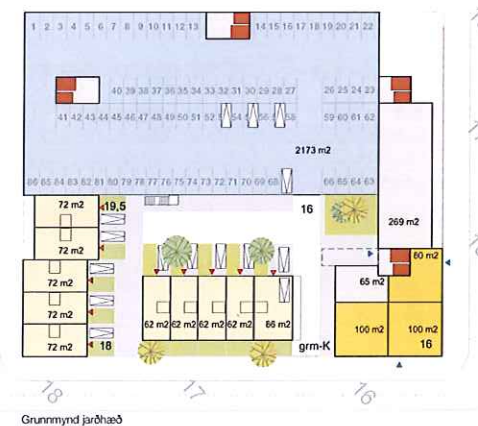 1 2 3 4 5 6 7 8 9 10 11 12 13 14 15 16 17 18 19 20 21 22
40 39 38 37 36 35 34 33 32 31 30 29 28 27 26 25 24 23
41 42 43 44 45 46 47 48 49 50 51 52 58 59 60 61 62
2173 m2
86 85 84 83 82 81 80 79 78 77 76 75 74 73 72 71 70 69 68 66 65 64 63
72 m2 19,5 16
269 m2
72 m2 80 m2
72 m2 65 m2
72 m2 62 m2 62 m2 62 m2 62 m2 66 m2 100 m2 100 m2
72 m2 18 grm-K 16
18 17 16
Grunnmynd jarðhæð